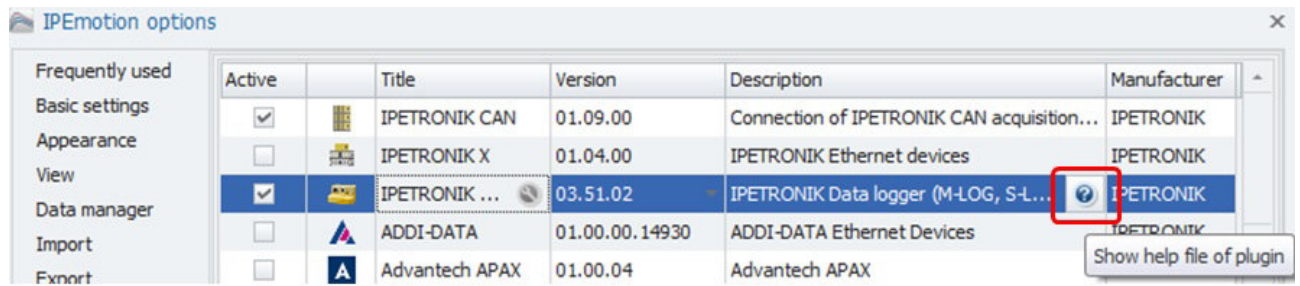 IPEmotion options
Frequently used
Basic settings
Appearance
View
Data manager
Import
Export
Active Title Version Description Manufacturer
IPETRONIK CAN 01.09.00 Connection of IPETRONIK CAN acquisition... IPETRONIK
IPETRONIK X 01.04.00 IPETRONIK Ethernet devices IPETRONIK
IPETRONIK ... 03.51.02 IPETRONIK Data logger (M-LOG, S-L... IPETRONIK
ADDI-DATA 01.00.00.14930 ADDI-DATA Ethernet Devices IPETRONIK
Advantech APAX 01.00.04 Advantech APAX
Show help file of plugin